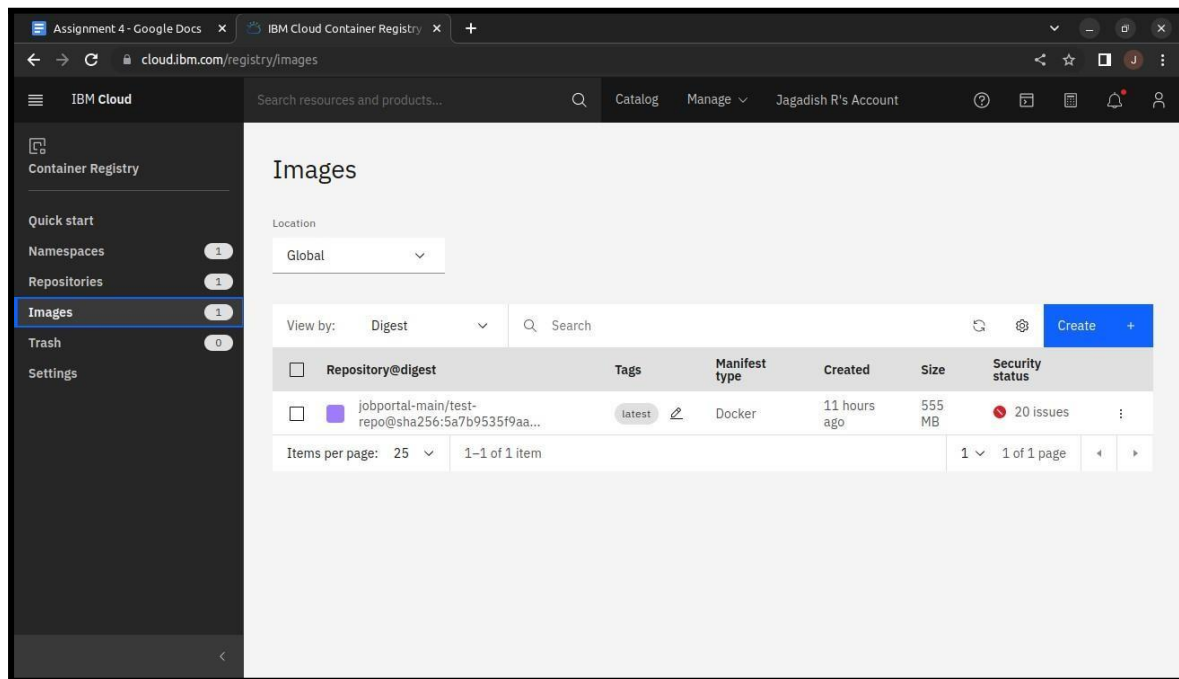 Assignment 4 - Google Docs
IBM Cloud Container Registry
cloud.ibm.com/registry/images
J
IBM Cloud
Search resources and products...
Catalog
Manage
Jagadish R's Account
Container Registry
Quick start
Namespaces 1
Repositories 1
Images 1
Trash 0
Settings
Images
Location
Global
View by: Digest
Search
Create +
Repository@digest Tags Manifest type Created Size Security status
jobportal-main/test-
repo@sha256:5a7b9535f9aa...
latest
Docker
11 hours
ago
555
MB
20 issues
Items per page: 25
1–1 of 1 item
1
1 of 1 page